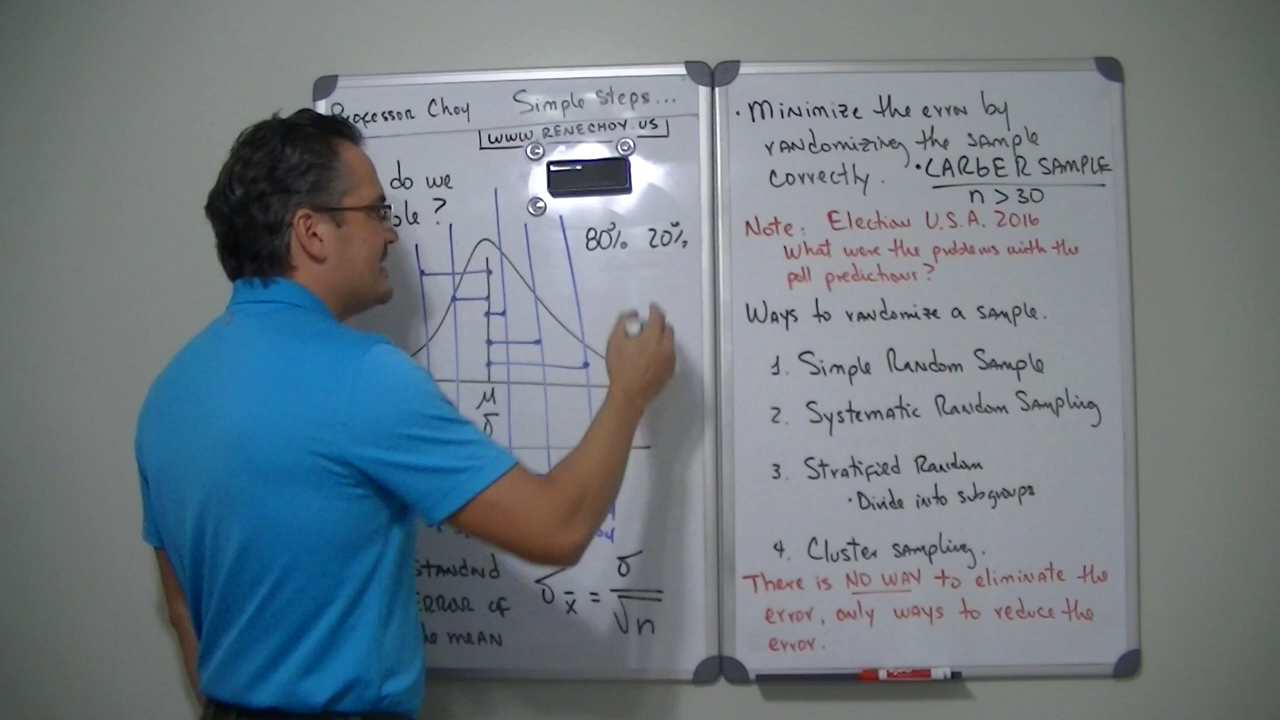 Professor Choy Simple Steps...
WWW.RENECHOY.US
do we
ple ?
80% 20%
μ
σ
STANDARD
ERROR OF
the MEAN
σx̄ = σ
√n
• Minimize the error by
randomizing the sample
correctly. • LARGER SAMPLE
n > 30
Note: Election U.S.A. 2016
What were the problems with the
poll predictions?
Ways to randomize a sample.
1. Simple Random Sample
2. Systematic Random Sampling
3. Stratified Random
• Divide into subgroups
4. Cluster Sampling.
There is NO WAY to eliminate the
error, only ways to reduce the
error.